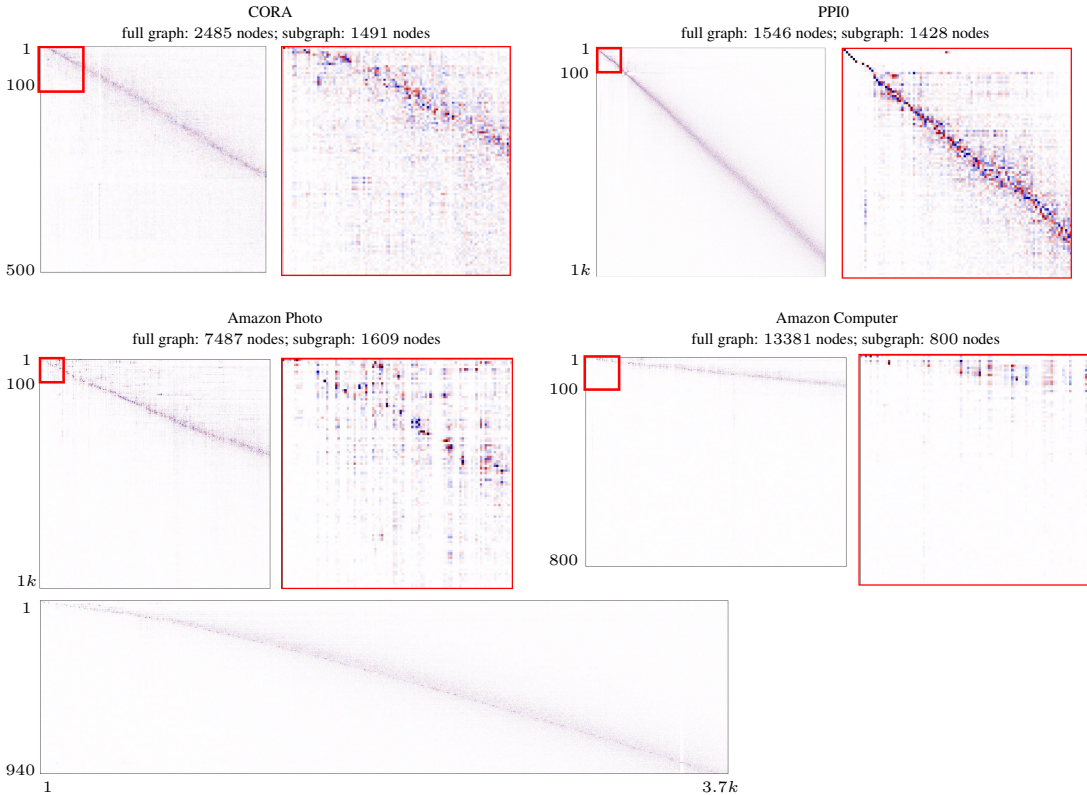 CORA
full graph: 2485 nodes; subgraph: 1491 nodes
1
100
500
PPI0
full graph: 1546 nodes; subgraph: 1428 nodes
1
100
1k
Amazon Photo
full graph: 7487 nodes; subgraph: 1609 nodes
1
100
1k
Amazon Computer
full graph: 13381 nodes; subgraph: 800 nodes
1
100
800
1
940
1
3.7k